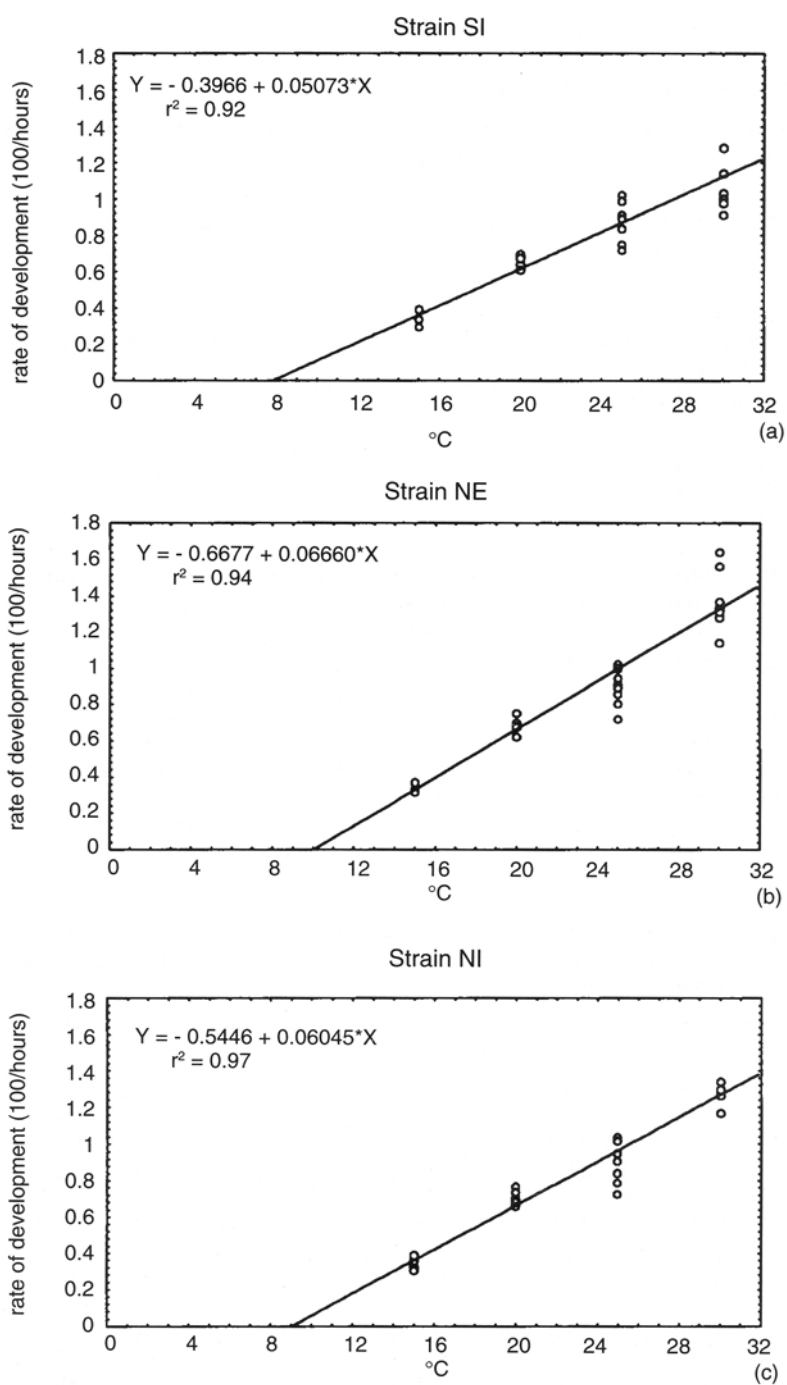 Strain SI
rate of development (100/hours)
Y = - 0.3966 + 0.05073*X
r² = 0.92
1.8
1.6
1.4
1.2
1
0.8
0.6
0.4
0.2
0
0 4 8 12 16 20 24 28 32
°C
(a)
Strain NE
rate of development (100/hours)
Y = - 0.6677 + 0.06660*X
r² = 0.94
1.8
1.6
1.4
1.2
1
0.8
0.6
0.4
0.2
0
0 4 8 12 16 20 24 28 32
°C
(b)
Strain NI
rate of development (100/hours)
Y = - 0.5446 + 0.06045*X
r² = 0.97
1.8
1.6
1.4
1.2
1
0.8
0.6
0.4
0.2
0
0 4 8 12 16 20 24 28 32
°C
(c)